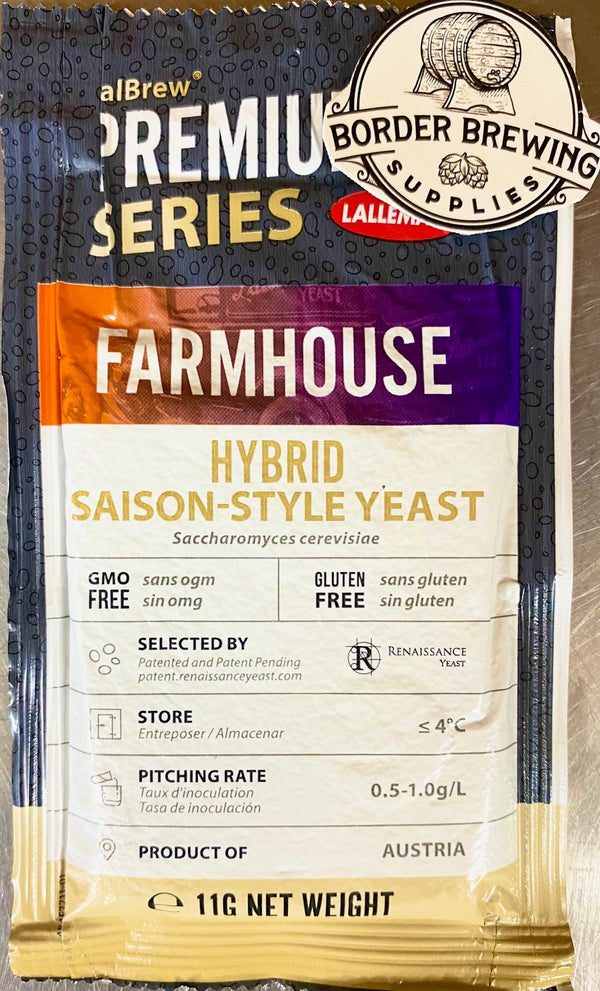 alBrew®
PREMIU
SERIES
LALLEMA
BORDER BREWING
SUPPLIES
YEAST
FARMHOUSE
HYBRID
SAISON-STYLE YEAST
Saccharomyces cerevisiae
GMO FREE
sans ogm
sin omg
GLUTEN FREE
sans gluten
sin gluten
SELECTED BY
Patented and Patent Pending
patent.renaissanceyeast.com
R
RENAISSANCE
YEAST
STORE
Entreposer / Almacenar
≤ 4°C
PITCHING RATE
Taux d'inoculation
Tasa de inoculación
0.5-1.0g/L
PRODUCT OF
AUSTRIA
℮ 11G NET WEIGHT